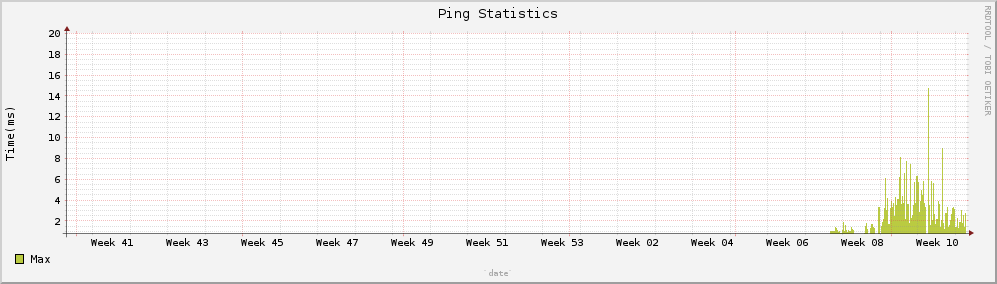 Ping Statistics
RRDTOOL / TOBI OETIKER
Time(ms)
20
18
16
14
12
10
8
6
4
2
Week 41 Week 43 Week 45 Week 47 Week 49 Week 51 Week 53 Week 02 Week 04 Week 06 Week 08 Week 10
Max
`date`